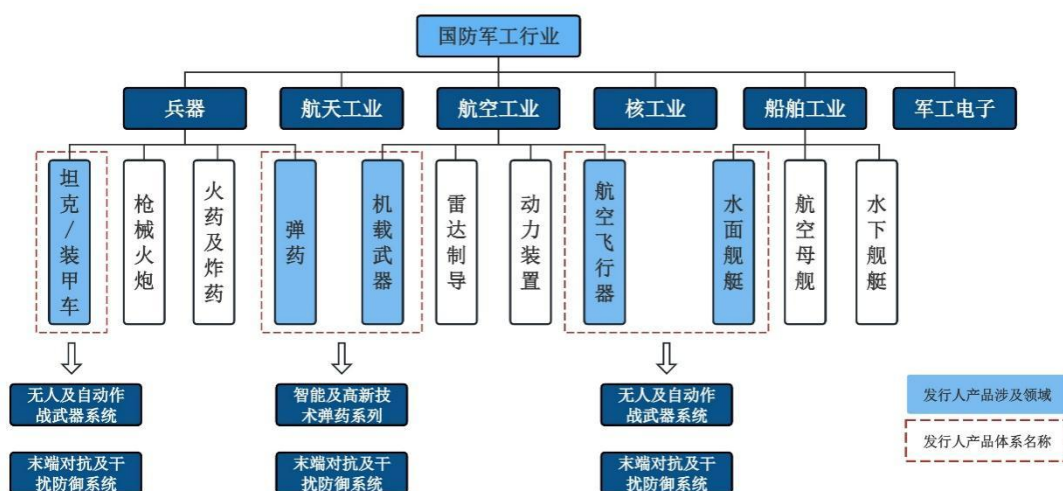 国防军工行业
兵器
航天工业
航空工业
核工业
船舶工业
军工电子
坦克/装甲车
枪械火炮
火药及炸药
弹药
机载武器
雷达制导
动力装置
航空飞行器
水面舰艇
航空母舰
水下舰艇
无人及自动作
战武器系统
智能及高新技
术弹药系列
无人及自动作
战武器系统
末端对抗及干
扰防御系统
末端对抗及干
扰防御系统
末端对抗及干
扰防御系统
发行人产品涉及领域
发行人产品体系名称